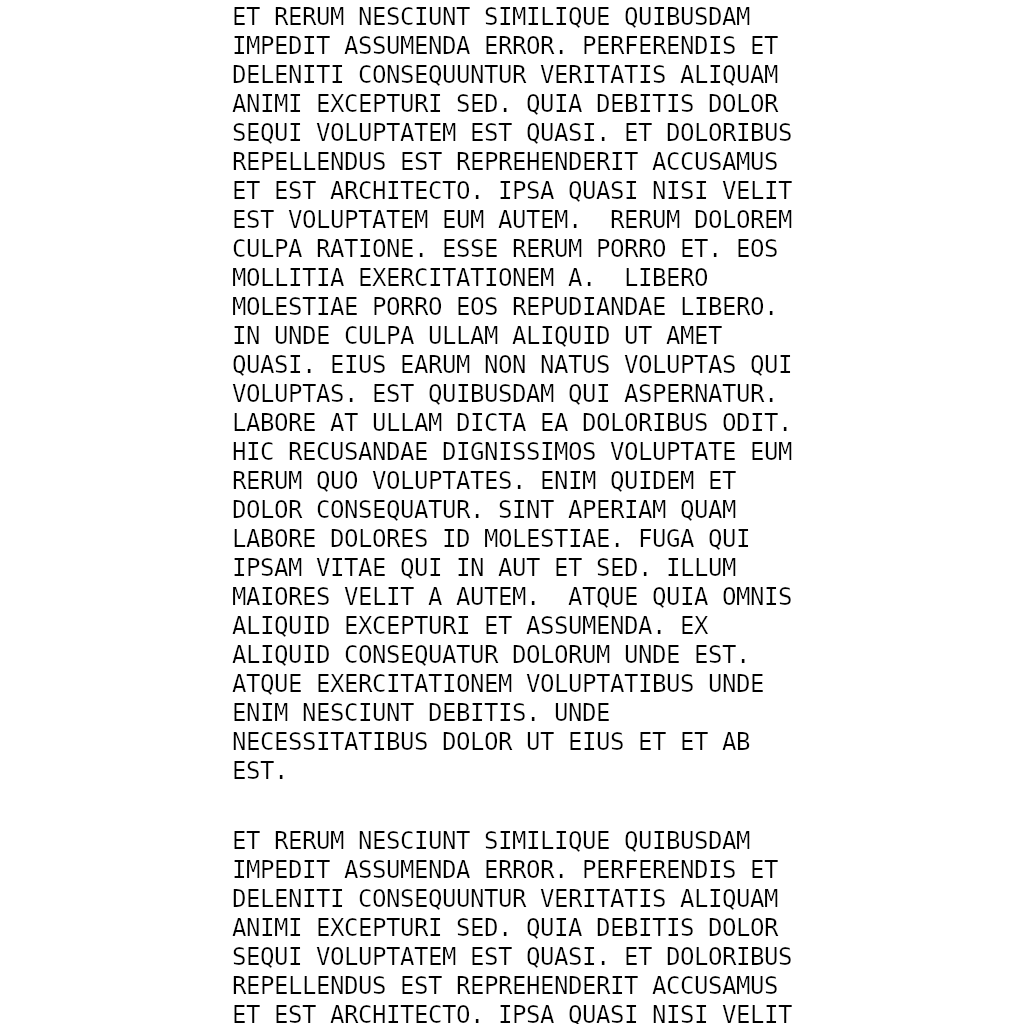 ET RERUM NESCIUNT SIMILIQUE QUIBUSDAM
IMPEDIT ASSUMENDA ERROR. PERFERENDIS ET
DELENITI CONSEQUUNTUR VERITATIS ALIQUAM
ANIMI EXCEPTURI SED. QUIA DEBITIS DOLOR
SEQUI VOLUPTATEM EST QUASI. ET DOLORIBUS
REPELLENDUS EST REPREHENDERIT ACCUSAMUS
ET EST ARCHITECTO. IPSA QUASI NISI VELIT
EST VOLUPTATEM EUM AUTEM.  RERUM DOLOREM
CULPA RATIONE. ESSE RERUM PORRO ET. EOS
MOLLITIA EXERCITATIONEM A.  LIBERO
MOLESTIAE PORRO EOS REPUDIANDAE LIBERO.
IN UNDE CULPA ULLAM ALIQUID UT AMET
QUASI. EIUS EARUM NON NATUS VOLUPTAS QUI
VOLUPTAS. EST QUIBUSDAM QUI ASPERNATUR.
LABORE AT ULLAM DICTA EA DOLORIBUS ODIT.
HIC RECUSANDAE DIGNISSIMOS VOLUPTATE EUM
RERUM QUO VOLUPTATES. ENIM QUIDEM ET
DOLOR CONSEQUATUR. SINT APERIAM QUAM
LABORE DOLORES ID MOLESTIAE. FUGA QUI
IPSAM VITAE QUI IN AUT ET SED. ILLUM
MAIORES VELIT A AUTEM.  ATQUE QUIA OMNIS
ALIQUID EXCEPTURI ET ASSUMENDA. EX
ALIQUID CONSEQUATUR DOLORUM UNDE EST.
ATQUE EXERCITATIONEM VOLUPTATIBUS UNDE
ENIM NESCIUNT DEBITIS. UNDE
NECESSITATIBUS DOLOR UT EIUS ET ET AB
EST.

ET RERUM NESCIUNT SIMILIQUE QUIBUSDAM
IMPEDIT ASSUMENDA ERROR. PERFERENDIS ET
DELENITI CONSEQUUNTUR VERITATIS ALIQUAM
ANIMI EXCEPTURI SED. QUIA DEBITIS DOLOR
SEQUI VOLUPTATEM EST QUASI. ET DOLORIBUS
REPELLENDUS EST REPREHENDERIT ACCUSAMUS
ET EST ARCHITECTO. IPSA QUASI NISI VELIT